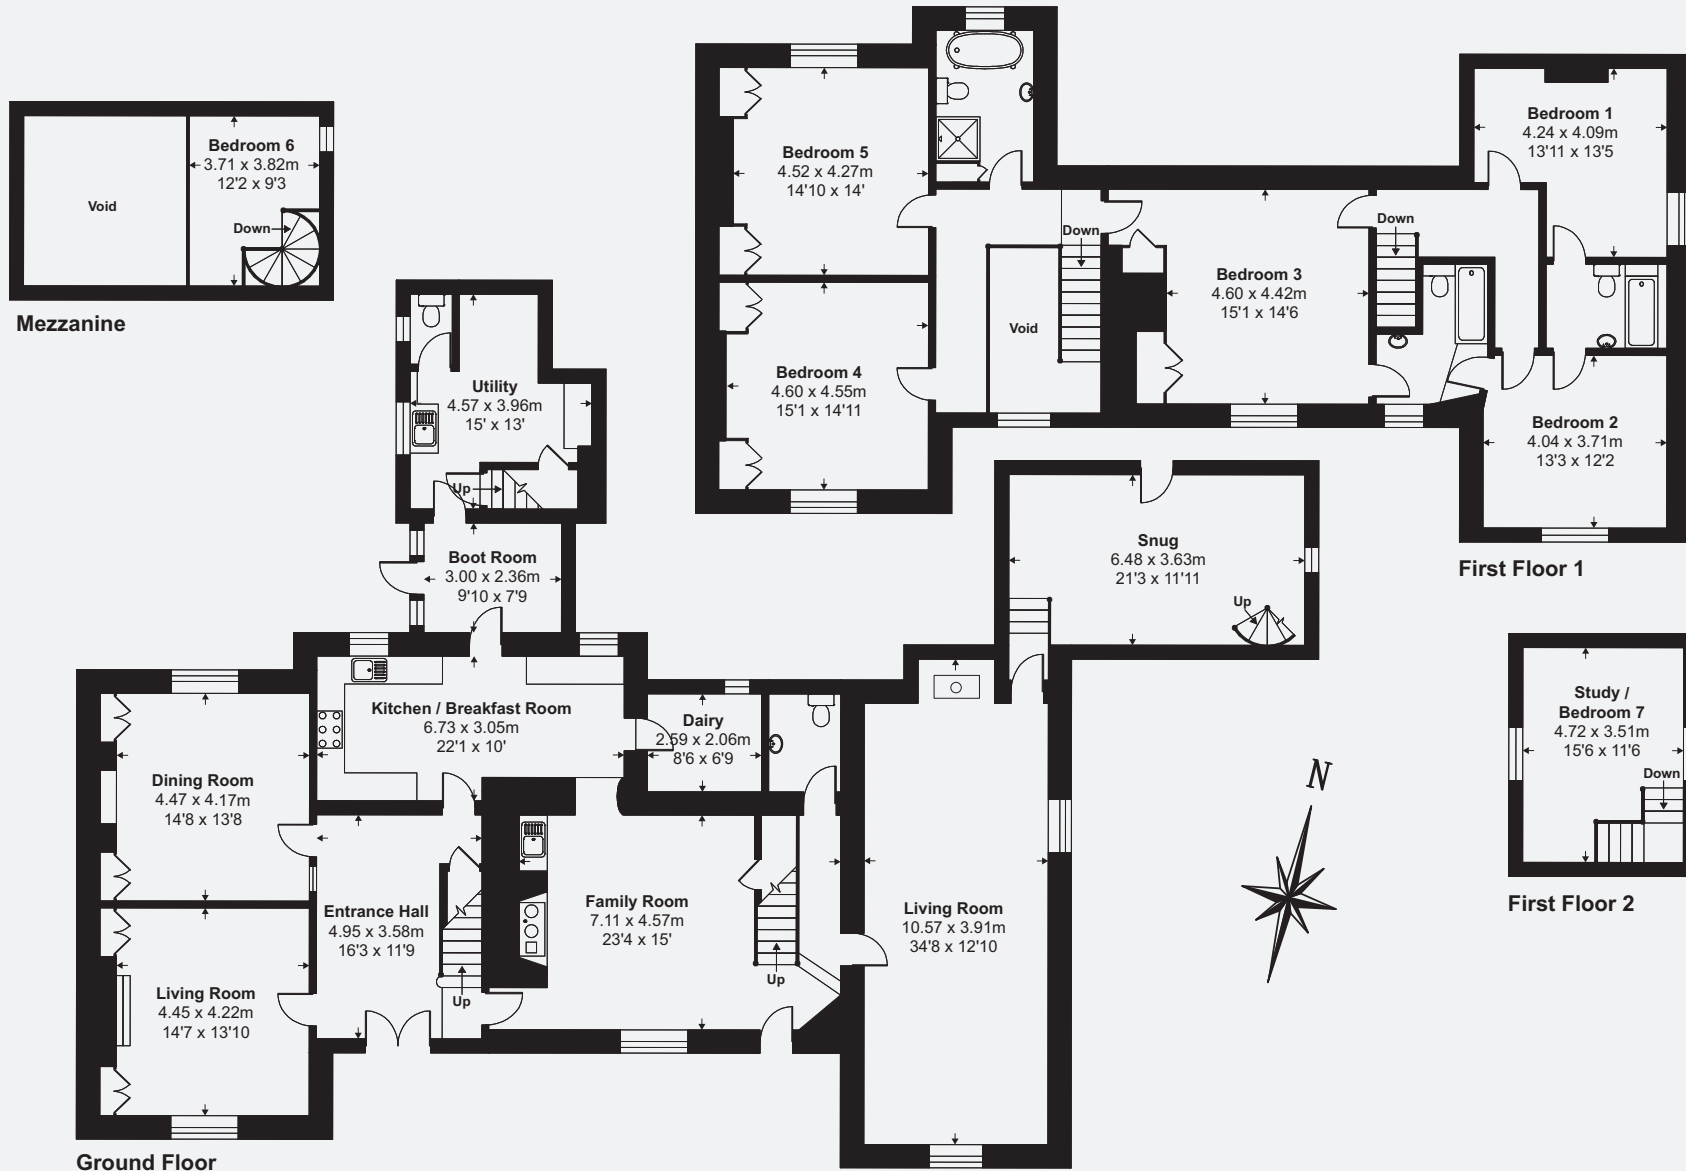 Bedroom 6
3.71 x 3.82m
12'2 x 9'3
Void
Down
Mezzanine
Bedroom 5
4.52 x 4.27m
14'10 x 14'
Bedroom 4
4.60 x 4.55m
15'1 x 14'11
Void
Down
Bedroom 3
4.60 x 4.42m
15'1 x 14'6
Down
Bedroom 1
4.24 x 4.09m
13'11 x 13'5
Bedroom 2
4.04 x 3.71m
13'3 x 12'2
First Floor 1
Utility
4.57 x 3.96m
15' x 13'
Up
Boot Room
3.00 x 2.36m
9'10 x 7'9
Kitchen / Breakfast Room
6.73 x 3.05m
22'1 x 10'
Dairy
2.59 x 2.06m
8'6 x 6'9
Dining Room
4.47 x 4.17m
14'8 x 13'8
Living Room
4.45 x 4.22m
14'7 x 13'10
Entrance Hall
4.95 x 3.58m
16'3 x 11'9
Up
Family Room
7.11 x 4.57m
23'4 x 15'
Up
Living Room
10.57 x 3.91m
34'8 x 12'10
Snug
6.48 x 3.63m
21'3 x 11'11
Up
Ground Floor
N
Study /
Bedroom 7
4.72 x 3.51m
15'6 x 11'6
Down
First Floor 2